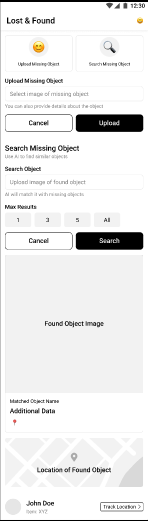 12:30
Lost & Found
Upload Missing Object
Search Missing Object
Upload Missing Object
Select image of missing object
You can also provide details about the object
Cancel
Upload
Search Missing Object
Use AI to find similar objects
Search Object
Upload image of found object
AI will match it with missing objects
Max Results
1
3
5
All
Cancel
Search
Found Object Image
Matched Object Name
Additional Data
Location of Found Object
John Doe
Item: XYZ
Track Location